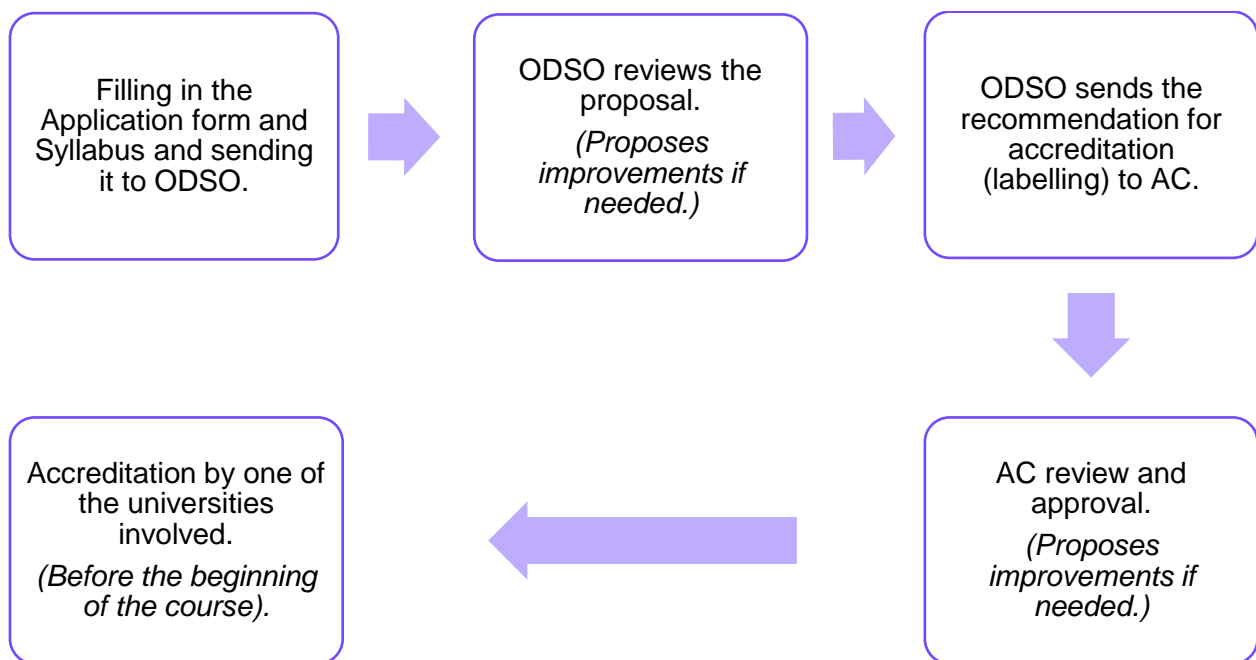 Filling in the
Application form and
Syllabus and sending
it to ODSO.
ODSO reviews the
proposal.
(Proposes
improvements if
needed.)
ODSO sends the
recommendation for
accreditation
(labelling) to AC.
AC review and
approval.
(Proposes
improvements if
needed.)
Accreditation by one of
the universities
involved.
(Before the beginning
of the course).